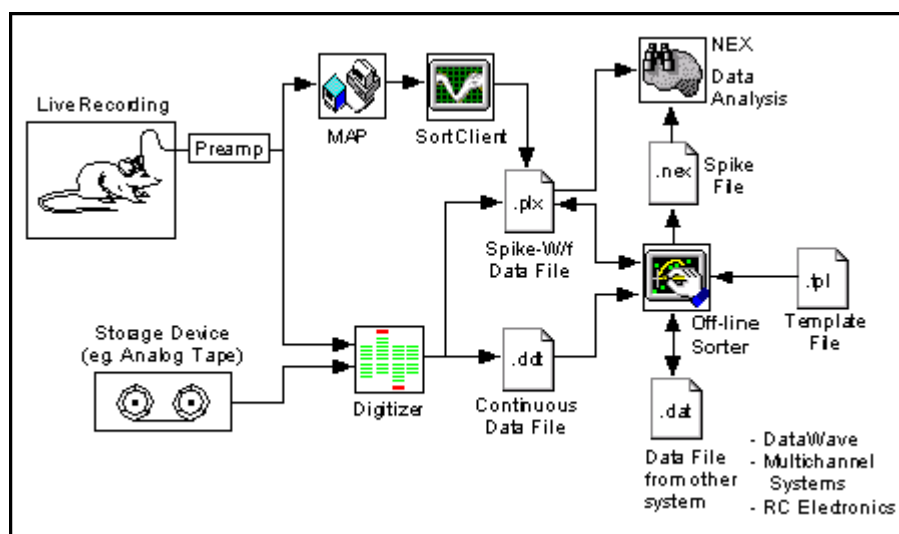 Live Recording
Preamp
MAP
SortClient
NEX
Data
Analysis
.nex
Spike
File
.plx
Spike-W/f
Data File
Storage Device
(eg. Analog Tape)
Digitizer
.ddt
Continuous
Data File
Off-line
Sorter
.tpl
Template
File
.dat
Data File
from other
system
- DataWave
- Multichannel
Systems
- RC Electronics